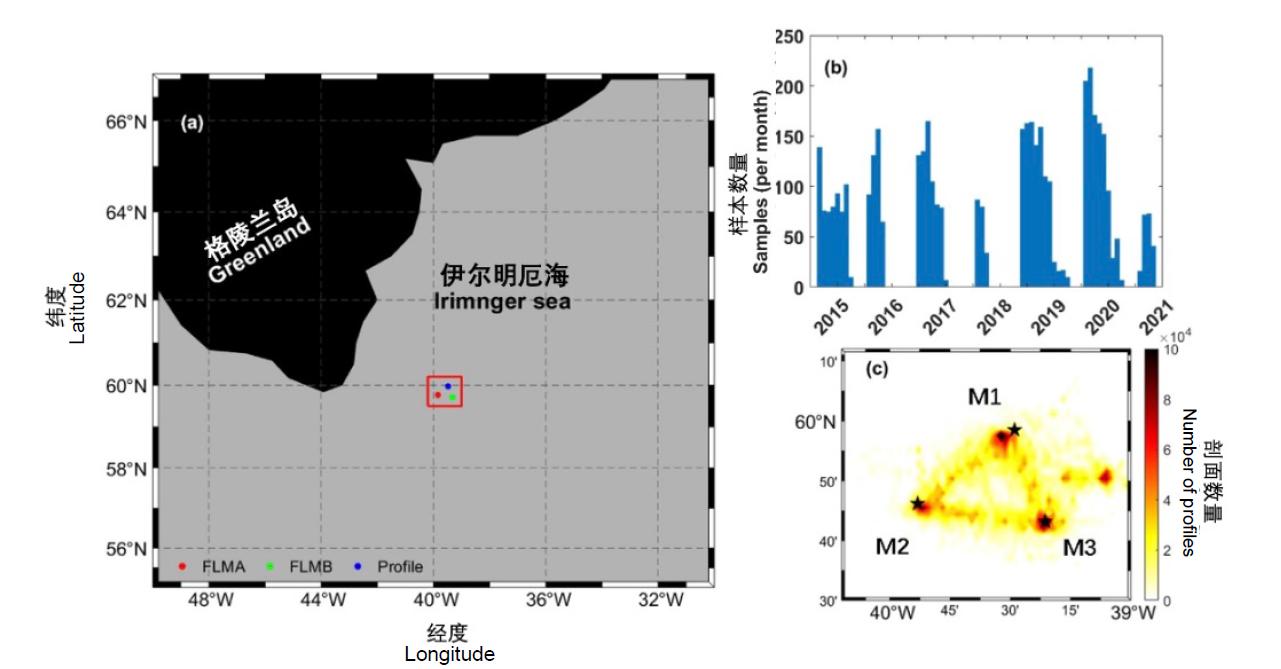 (a)
66°N
64°N
62°N
60°N
58°N
56°N
格陵兰岛
Greenland
伊尔明厄海
Irimnger sea
纬度
Latitude
FLMA FLMB Profile
48°W 44°W 40°W 36°W 32°W
经度
Longitude
(b)
250
200
150
100
50
0
样本数量
Samples (per month)
2015 2016 2017 2018 2019 2020 2021
(c)
10'
60°N
50'
40'
30'
M1
M2
M3
40°W 45' 30' 15' 39°W
×10⁴
10
8
6
4
2
0
剖面数量
Number of profiles